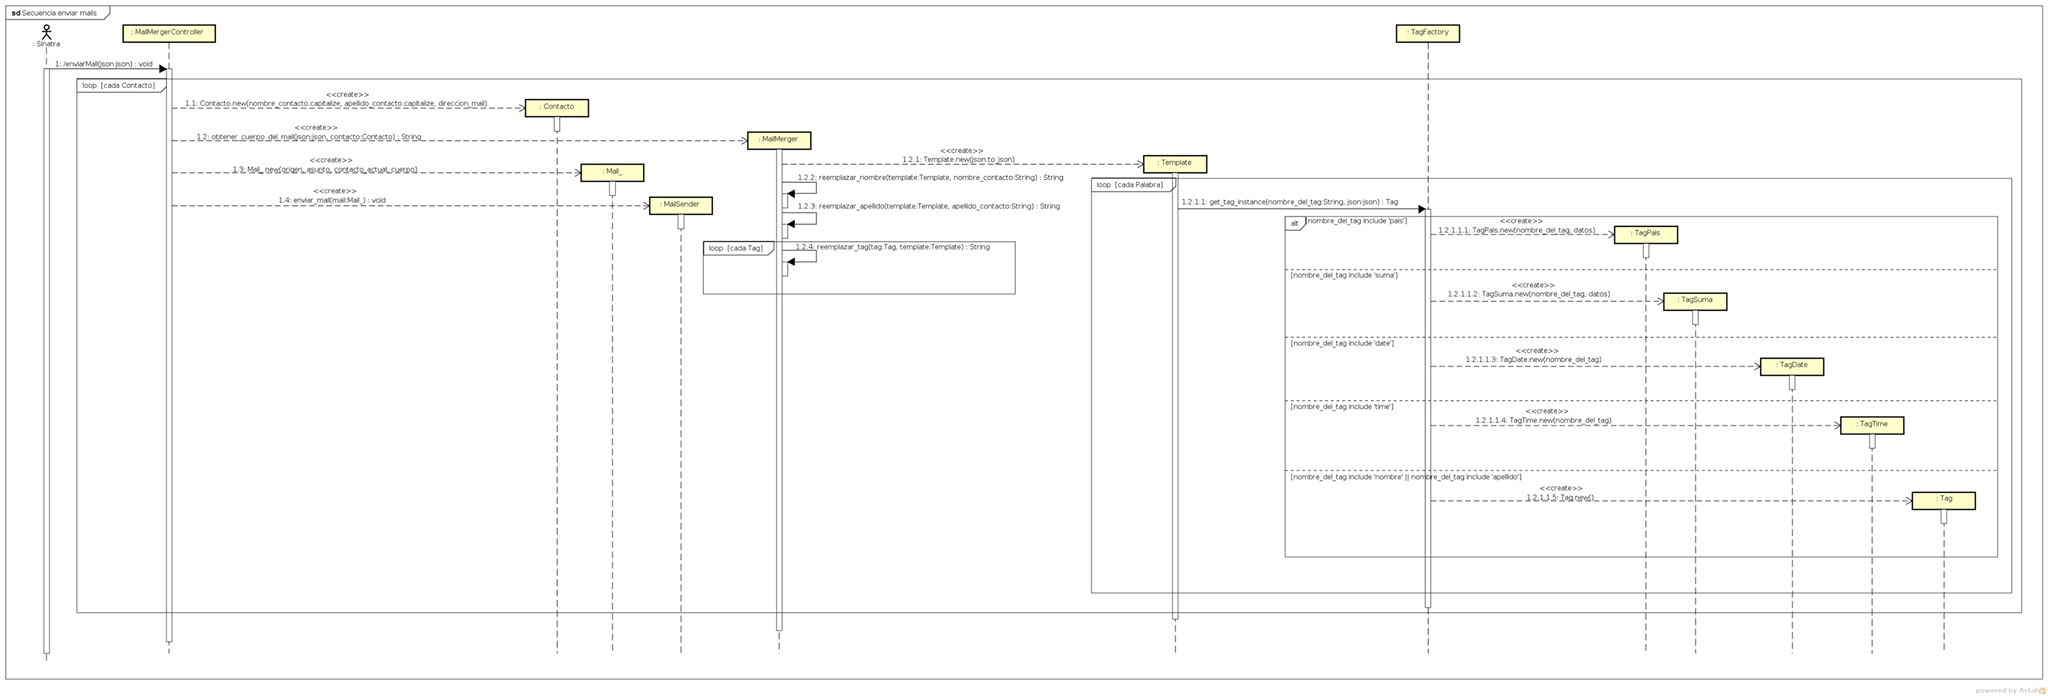 sd Secuencia enviar mails
: Sinatra
: MailMergerController
: TagFactory
1: /enviarMail(json:json) : void
loop [cada Contacto]
<<create>>
1.1: Contacto.new(nombre_contacto.capitalize, apellido_contacto.capitalize, direccion_mail)
: Contacto
<<create>>
1.2: obtener_cuerpo_del_mail(json:json, contacto:Contacto) : String
: MailMerger
<<create>>
1.2.1: Template.new(json.to_json)
: Template
<<create>>
1.3: Mail_.new(origen, asunto, contacto_actual, cuerpo)
: Mail_
1.2.2: reemplazar_nombre(template:Template, nombre_contacto:String) : String
loop [cada Palabra]
<<create>>
1.4: enviar_mail(mail:Mail_) : void
: MailSender
1.2.3: reemplazar_apellido(template:Template, apellido_contacto:String) : String
1.2.1.1: get_tag_instance(nombre_del_tag:String, json:json) : Tag
alt
[nombre_del_tag include 'pais']
<<create>>
1.2.1.1.1: TagPais.new(nombre_del_tag, datos)
: TagPais
loop [cada Tag]
1.2.4: reemplazar_tag(tag:Tag, template:Template) : String
[nombre_del_tag include 'suma']
<<create>>
1.2.1.1.2: TagSuma.new(nombre_del_tag, datos)
: TagSuma
[nombre_del_tag include 'date']
<<create>>
1.2.1.1.3: TagDate.new(nombre_del_tag)
: TagDate
[nombre_del_tag include 'time']
<<create>>
1.2.1.1.4: TagTime.new(nombre_del_tag)
: TagTime
[nombre_del_tag include 'nombre' || nombre_del_tag include 'apellido']
<<create>>
1.2.1.1.5: Tag.new()
: Tag
powered by Astah